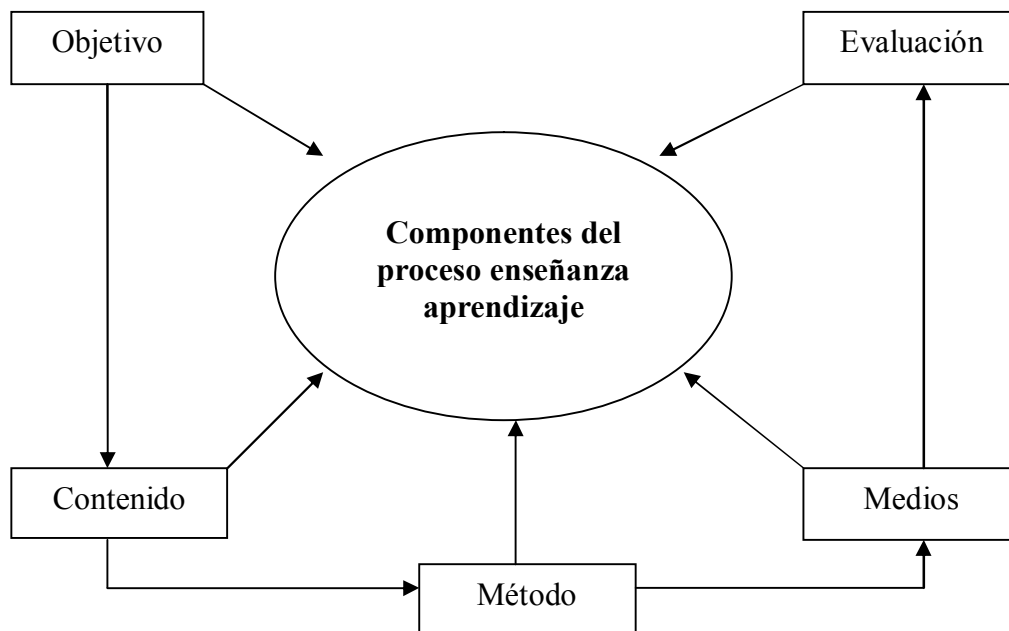 Objetivo
Evaluación
Componentes del
proceso enseñanza
aprendizaje
Contenido
Medios
Método